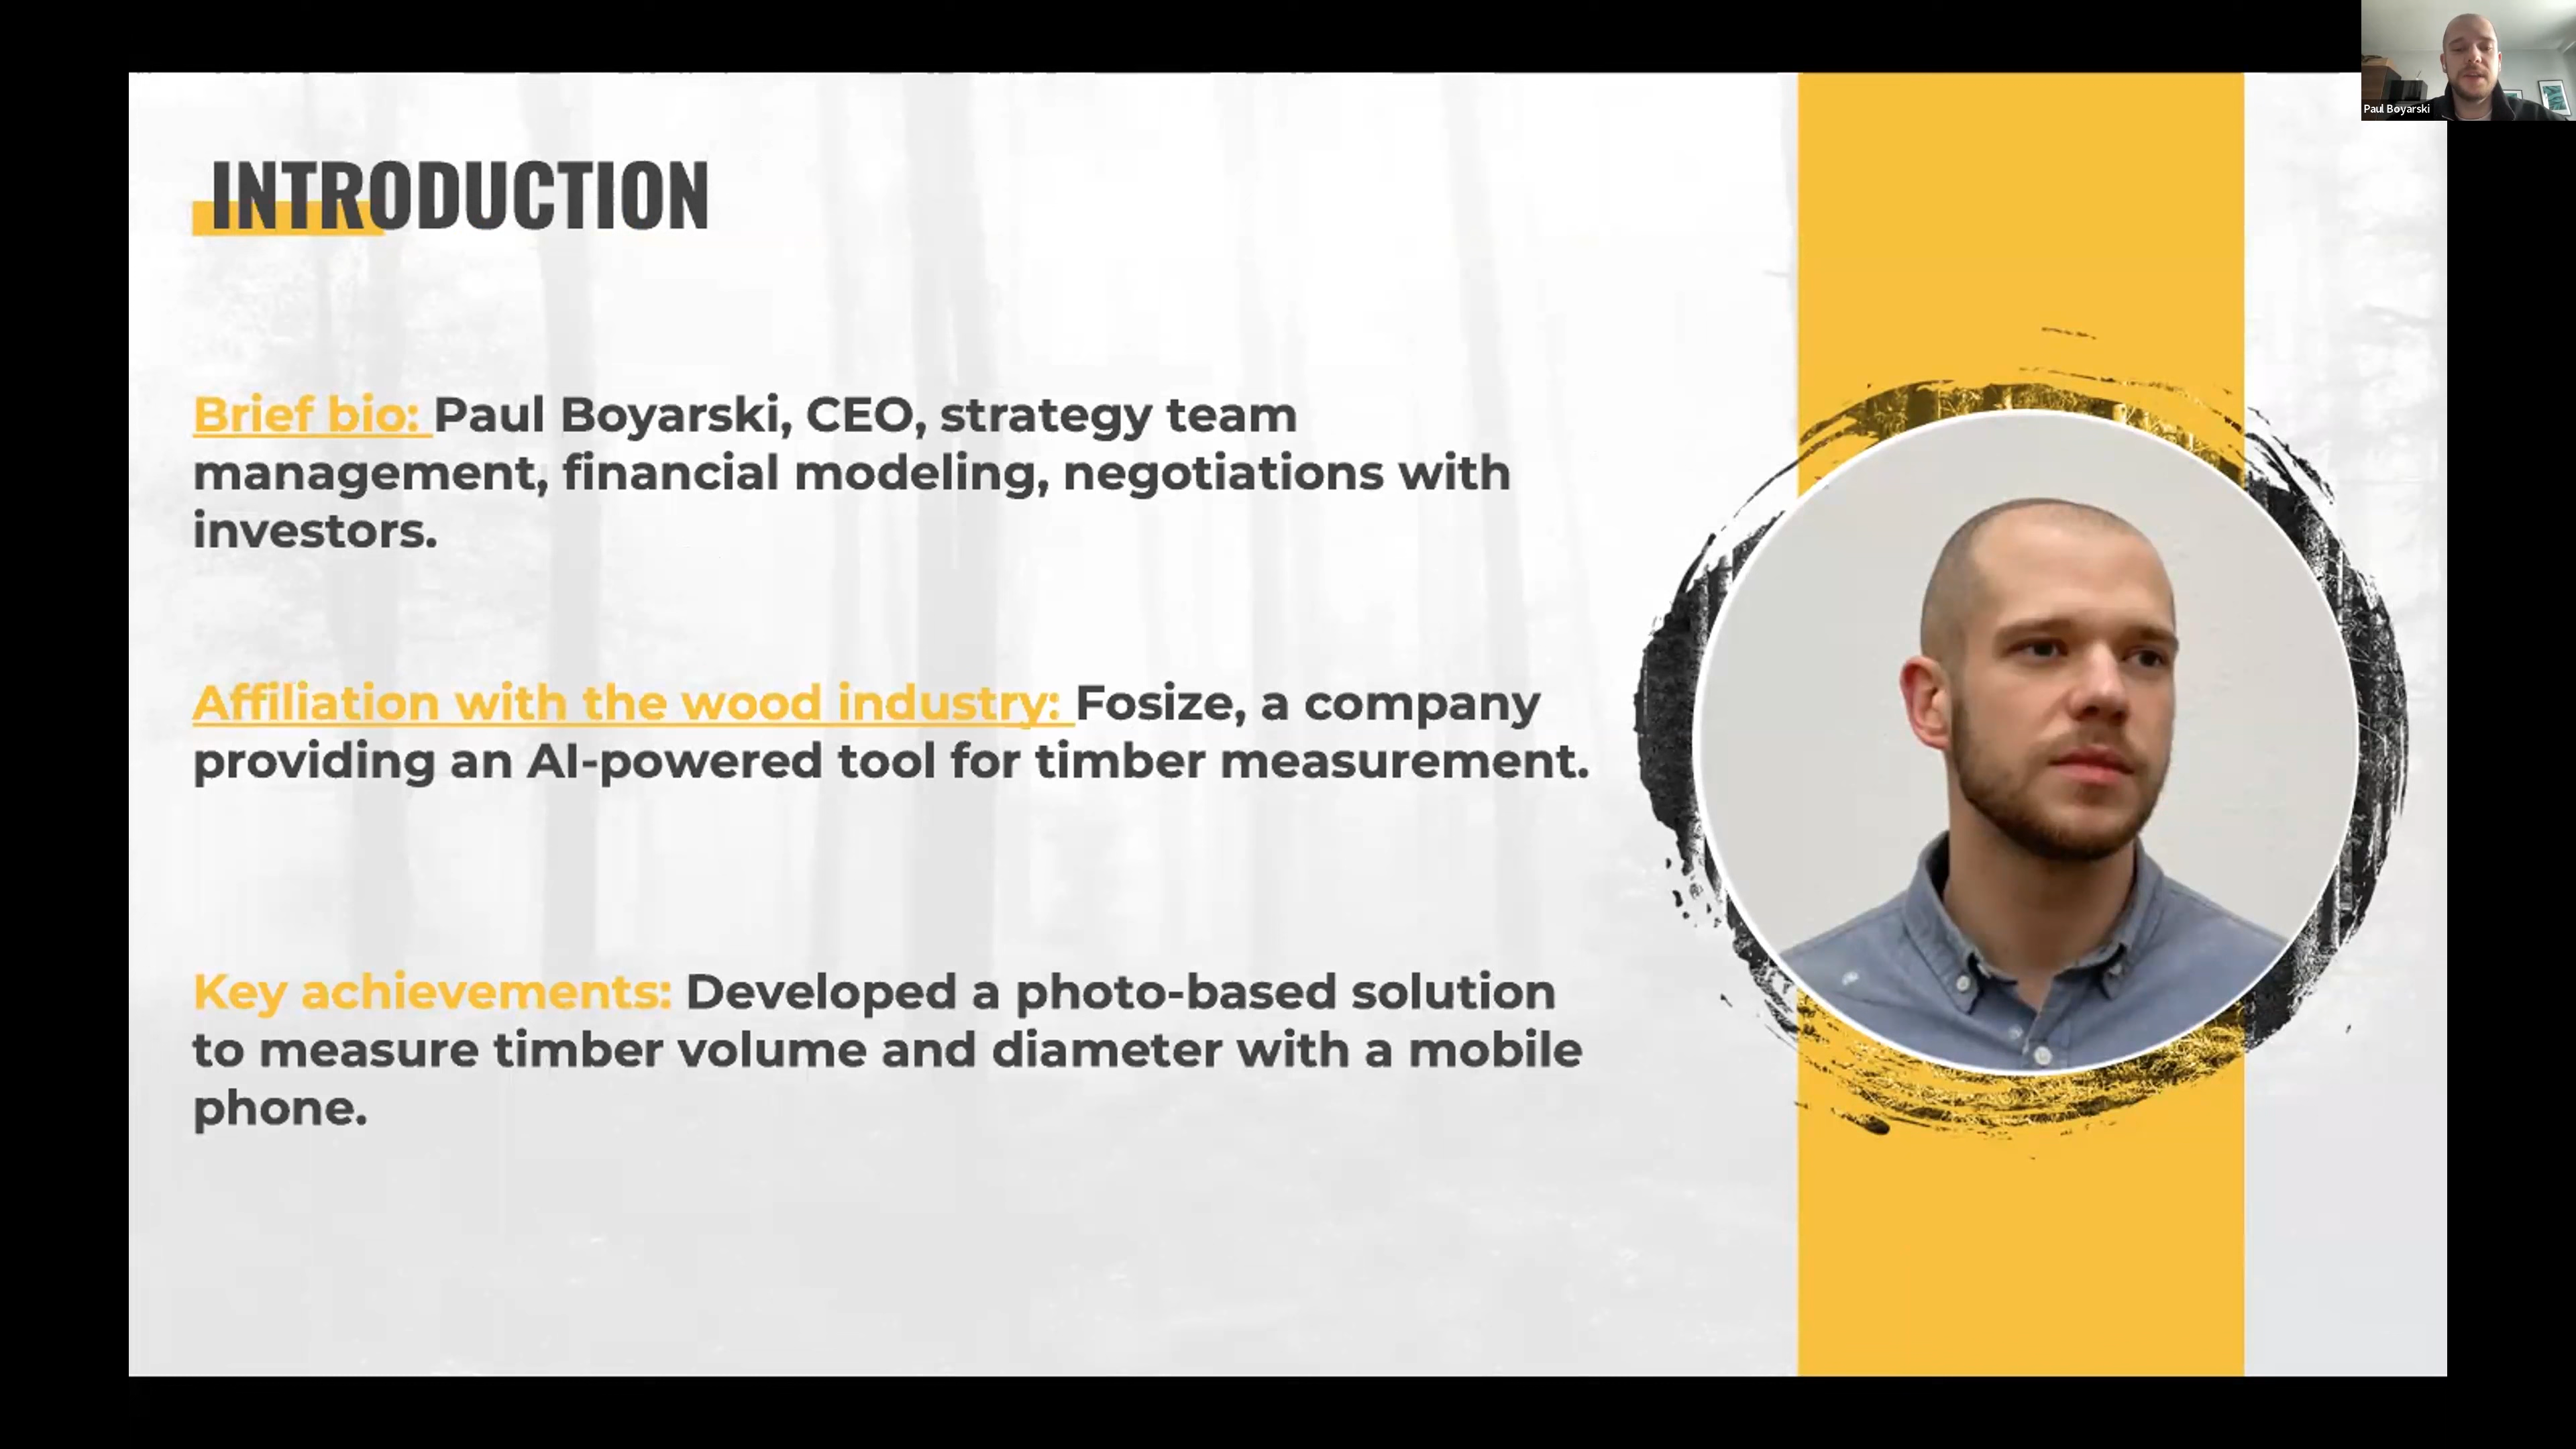 Paul Boyarski
INTRODUCTION
Brief bio: Paul Boyarski, CEO, strategy team
management, financial modeling, negotiations with
investors.
Affiliation with the wood industry: Fosize, a company
providing an AI-powered tool for timber measurement.
Key achievements: Developed a photo-based solution
to measure timber volume and diameter with a mobile
phone.